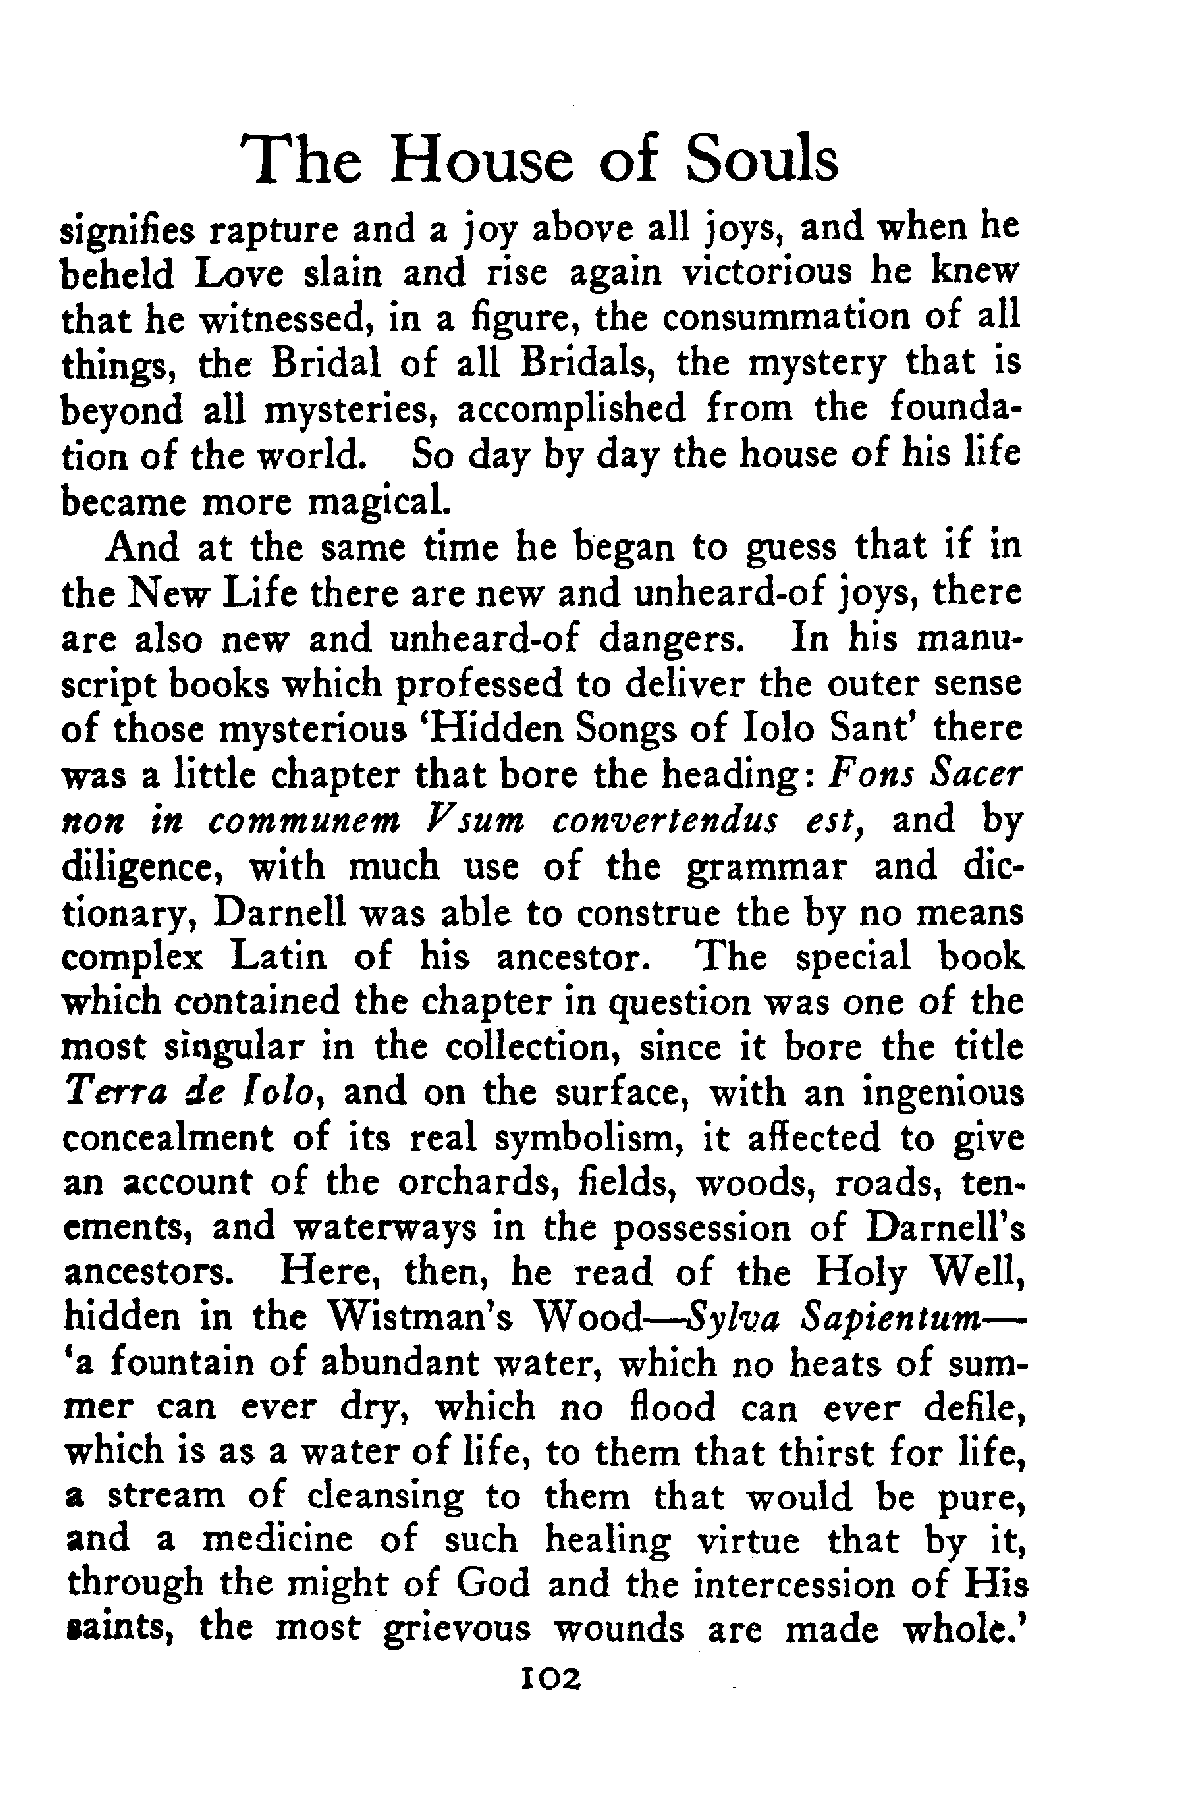 The House of Souls
signifies rapture and a joy above all joys, and when he
beheld Love slain and rise again victorious he knew
that he witnessed, in a figure, the consummation of all
things, the Bridal of all Bridals, the mystery that is
beyond all mysteries, accomplished from the founda-
tion of the world. So day by day the house of his life
became more magical.
And at the same time he began to guess that if in
the New Life there are new and unheard-of joys, there
are also new and unheard-of dangers. In his manu-
script books which professed to deliver the outer sense
of those mysterious ‘Hidden Songs of Iolo Sant’ there
was a little chapter that bore the heading: Fons Sacer
non in communem Vsum convertendus est, and by
diligence, with much use of the grammar and dic-
tionary, Darnell was able to construe the by no means
complex Latin of his ancestor. The special book
which contained the chapter in question was one of the
most singular in the collection, since it bore the title
Terra de Iolo, and on the surface, with an ingenious
concealment of its real symbolism, it affected to give
an account of the orchards, fields, woods, roads, ten-
ements, and waterways in the possession of Darnell’s
ancestors. Here, then, he read of the Holy Well,
hidden in the Wistman’s Wood—Sylva Sapientum—
‘a fountain of abundant water, which no heats of sum-
mer can ever dry, which no flood can ever defile,
which is as a water of life, to them that thirst for life,
a stream of cleansing to them that would be pure,
and a medicine of such healing virtue that by it,
through the might of God and the intercession of His
saints, the most grievous wounds are made whole.’
102